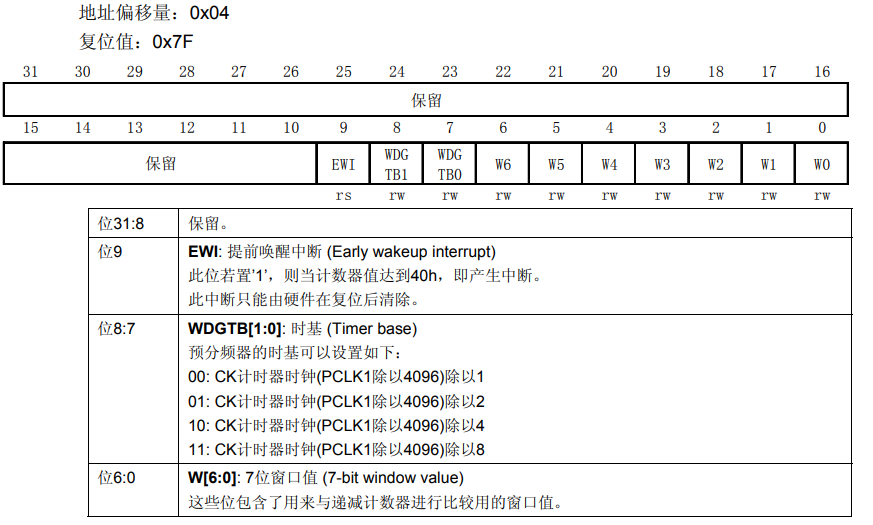 地址偏移量：0x04
复位值：0x7F
31 30 29 28 27 26 25 24 23 22 21 20 19 18 17 16
保留
15 14 13 12 11 10 9 8 7 6 5 4 3 2 1 0
保留 EWI WDG TB1 WDG TB0 W6 W5 W4 W3 W2 W1 W0
rs rw rw rw rw rw rw rw rw rw
位31:8 保留。
位9 EWI: 提前唤醒中断 (Early wakeup interrupt)
此位若置'1'，则当计数器值达到40h，即产生中断。
此中断只能由硬件在复位后清除。
位8:7 WDGTB[1:0]: 时基 (Timer base)
预分频器的时基可以设置如下：
00: CK计时器时钟(PCLK1除以4096)除以1
01: CK计时器时钟(PCLK1除以4096)除以2
10: CK计时器时钟(PCLK1除以4096)除以4
11: CK计时器时钟(PCLK1除以4096)除以8
位6:0 W[6:0]: 7位窗口值 (7-bit window value)
这些位包含了用来与递减计数器进行比较用的窗口值。